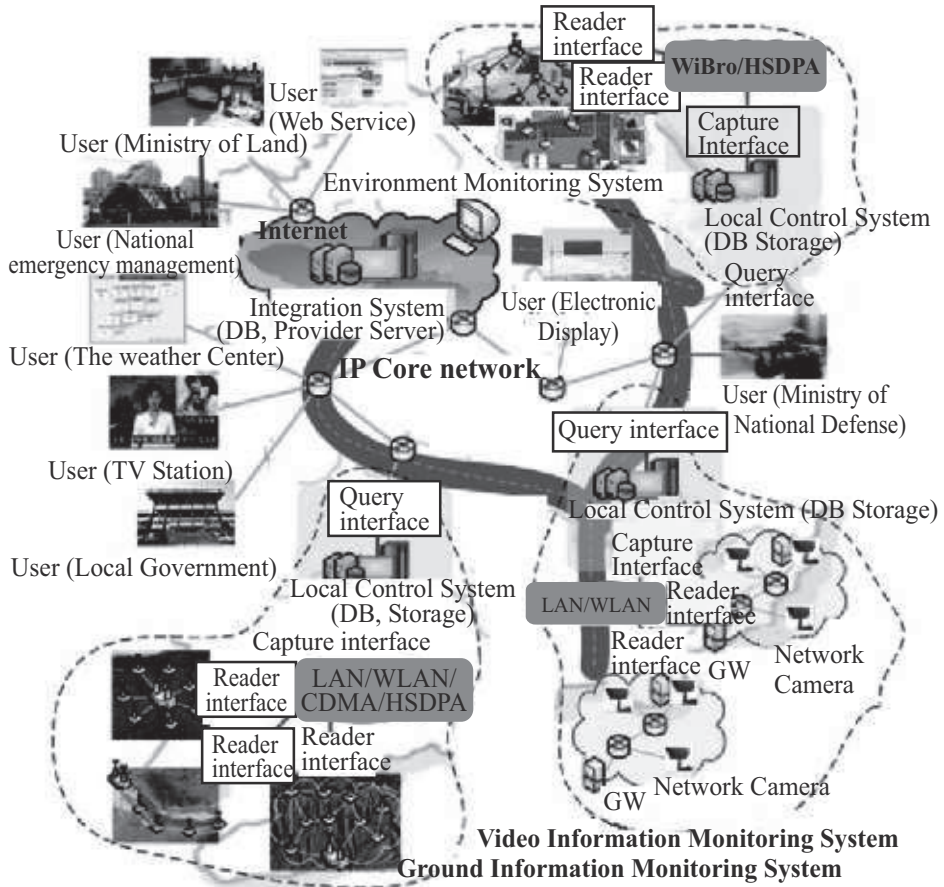 Reader
interface
WiBro/HSDPA
Reader
interface
User
(Web Service)
Capture
Interface
User (Ministry of Land)
Environment Monitoring System
Local Control System
(DB Storage)
Internet
User (National
emergency management)
Query
interface
Integration System
(DB, Provider Server)
User (Electronic
Display)
User (The weather Center)
IP Core network
User (Ministry of
National Defense)
Query interface
User (TV Station)
Query
interface
Local Control System (DB Storage)
User (Local Government)
Capture
Interface
Local Control System
(DB, Storage)
LAN/WLAN
Reader
interface
Capture interface
Reader
interface
GW
Network
Camera
Reader
interface
LAN/WLAN/
CDMA/HSDPA
Reader
interface
Reader
interface
GW
Network Camera
Video Information Monitoring System
Ground Information Monitoring System